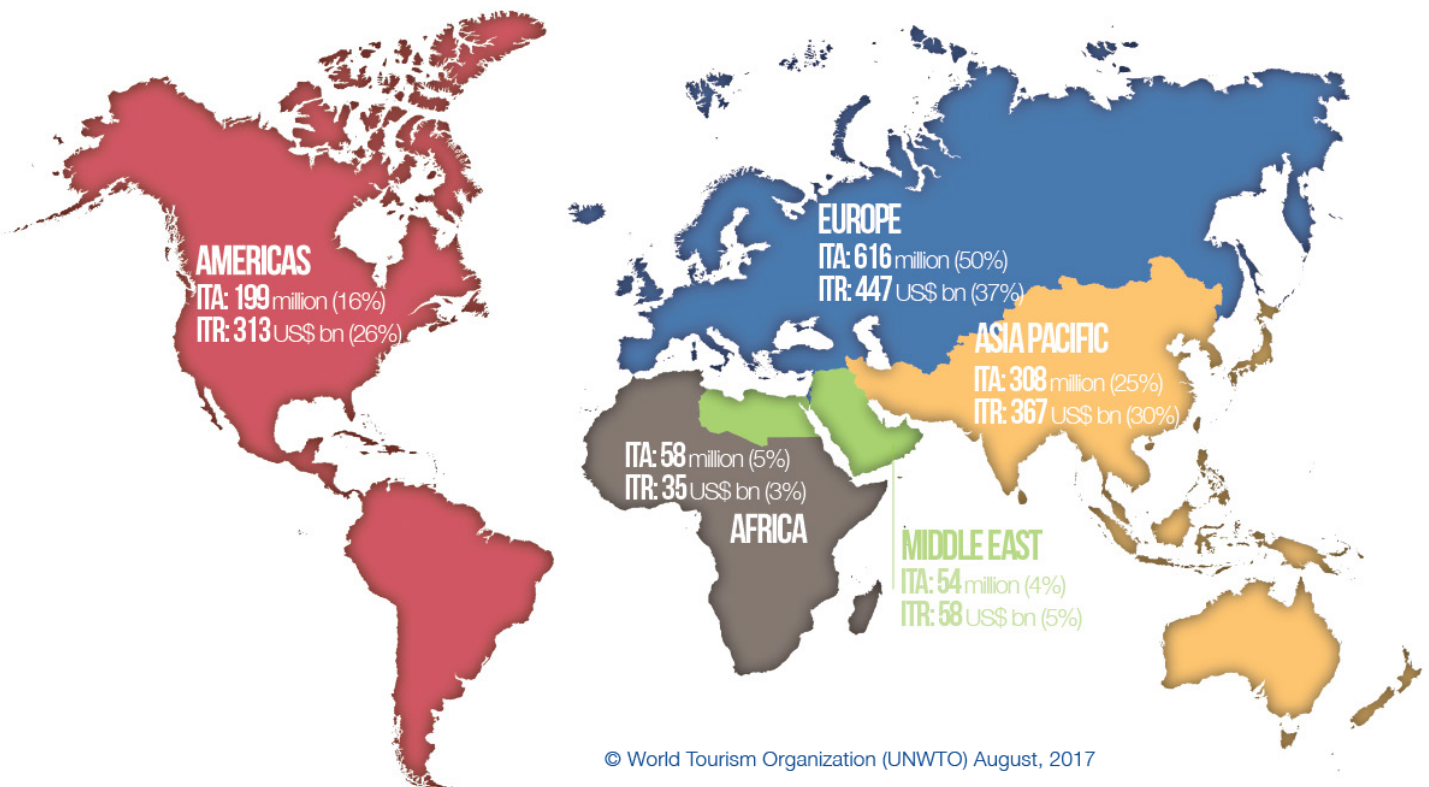 AMERICAS
ITA: 199 million (16%)
ITR: 313 US$ bn (26%)
EUROPE
ITA: 616 million (50%)
ITR: 447 US$ bn (37%)
ASIA PACIFIC
ITA: 308 million (25%)
ITR: 367 US$ bn (30%)
ITA: 58 million (5%)
ITR: 35 US$ bn (3%)
AFRICA
MIDDLE EAST
ITA: 54 million (4%)
ITR: 58 US$ bn (5%)
© World Tourism Organization (UNWTO) August, 2017